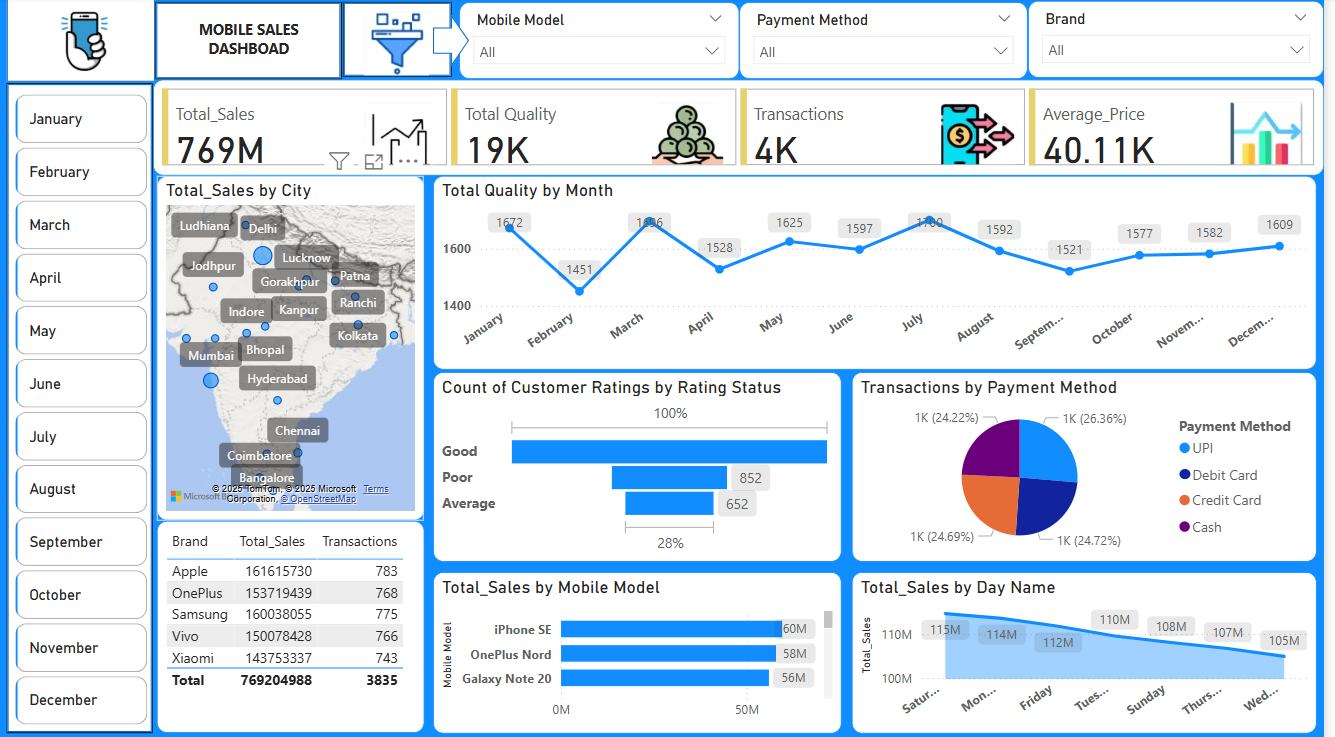 MOBILE SALES
DASHBOAD
Mobile Model
All
Payment Method
All
Brand
All
January
February
March
April
May
June
July
August
September
October
November
December
Total_Sales
769M
Total Quality
19K
Transactions
4K
Average_Price
40.11K
Total_Sales by City
Ludhiana
Delhi
Lucknow
Jodhpur
Patna
Gorakhpur
Ranchi
Indore
Kanpur
Kolkata
Mumbai
Bhopal
Hyderabad
Chennai
Coimbatore
Bangalore
© 2025 TomTom, © 2025 Microsoft
Corporation, © OpenStreetMap
Terms
Microsoft
Total Quality by Month
1600
1400
1672
1451
1696
1528
1625
1597
1700
1592
1521
1577
1582
1609
January
February
March
April
May
June
July
August
Septem...
October
Novem...
Decem...
Count of Customer Ratings by Rating Status
100%
Good
Poor
852
Average
652
28%
Transactions by Payment Method
1K (24.22%)
1K (26.36%)
1K (24.69%)
1K (24.72%)
Payment Method
UPI
Debit Card
Credit Card
Cash
Brand Total_Sales Transactions
Apple 161615730 783
OnePlus 153719439 768
Samsung 160038055 775
Vivo 150078428 766
Xiaomi 143753337 743
Total 769204988 3835
Total_Sales by Mobile Model
Mobile Model
iPhone SE 60M
OnePlus Nord 58M
Galaxy Note 20 56M
0M 50M
Total_Sales by Day Name
Total_Sales
110M
100M
115M
114M
112M
110M
108M
107M
105M
Satur...
Mon...
Friday
Tues...
Sunday
Thurs...
Wed...